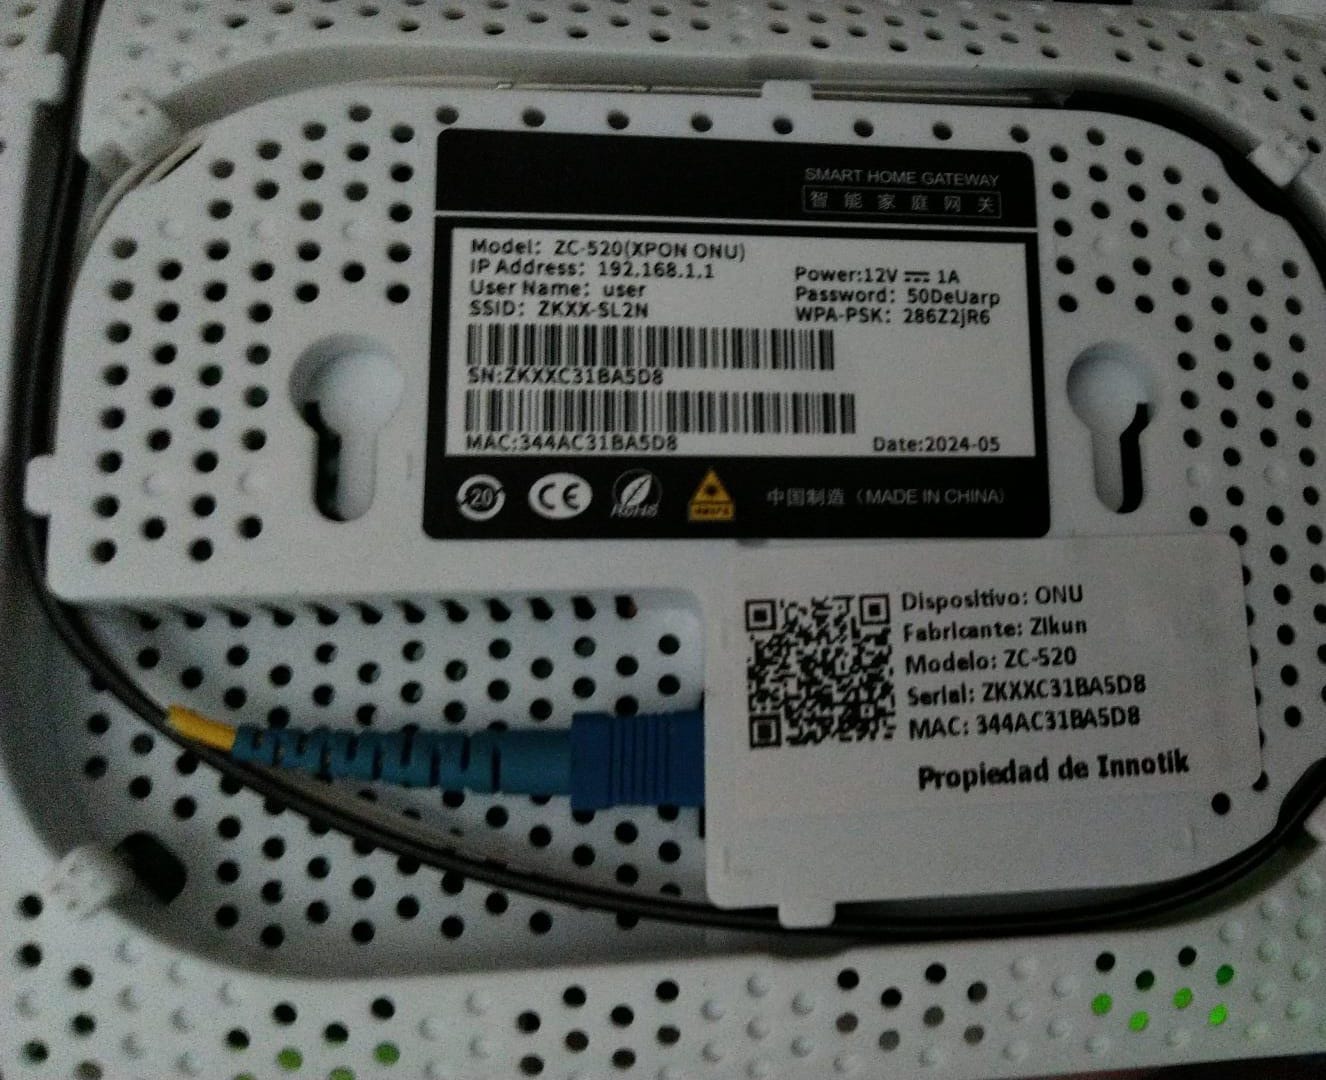 SMART HOME GATEWAY
智能家庭网关
Model: ZC-520(XPON ONU)
IP Address: 192.168.1.1
Power:12V ⎓ 1A
User Name: user
Password: 50DeUarp
SSID: ZKXX-SL2N
WPA-PSK: 286Z2jR6
SN:ZKXXC31BA5D8
MAC:344AC31BA5D8
Date:2024-05
20
CE
RoHS
中国制造（MADE IN CHINA）
Dispositivo: ONU
Fabricante: Zikun
Modelo: ZC-520
Serial: ZKXXC31BA5D8
MAC: 344AC31BA5D8
Propiedad de Innotik